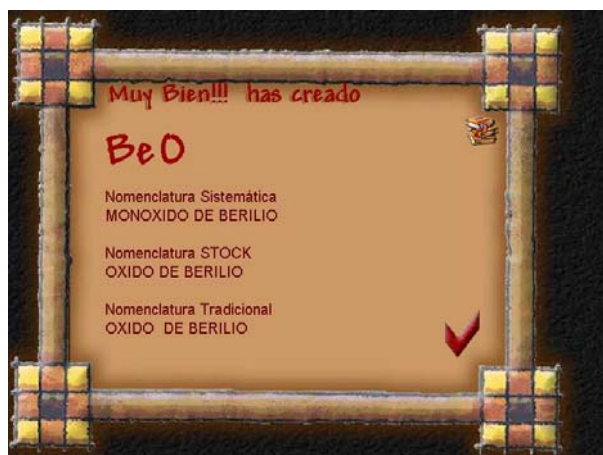 Muy Bien!!! has creado
BeO
Nomenclatura Sistemática
MONOXIDO DE BERILIO
Nomenclatura STOCK
OXIDO DE BERILIO
Nomenclatura Tradicional
OXIDO DE BERILIO